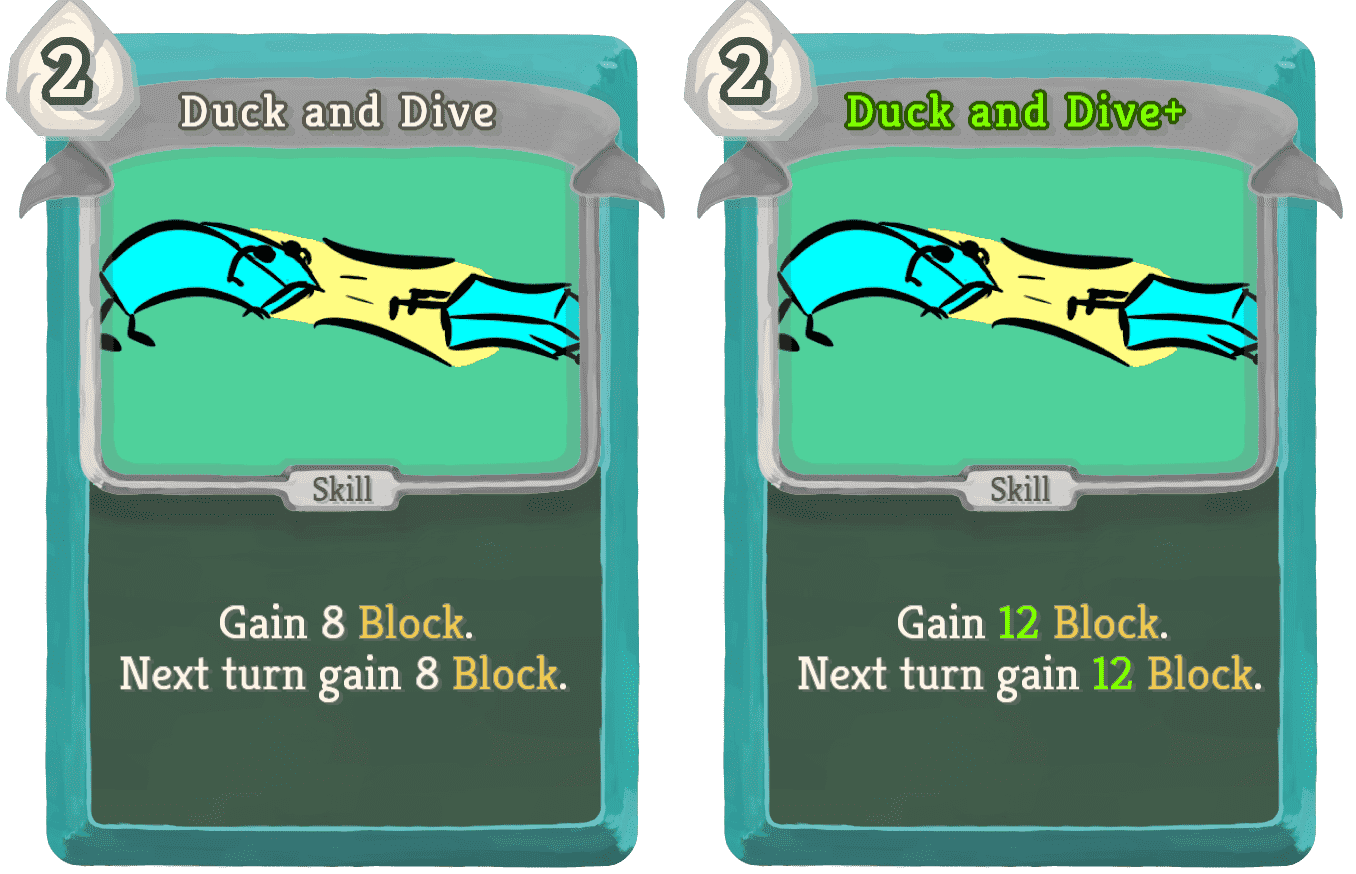 2
Duck and Dive
Skill
Gain 8 Block.
Next turn gain 8 Block.
2
Duck and Dive+
Skill
Gain 12 Block.
Next turn gain 12 Block.